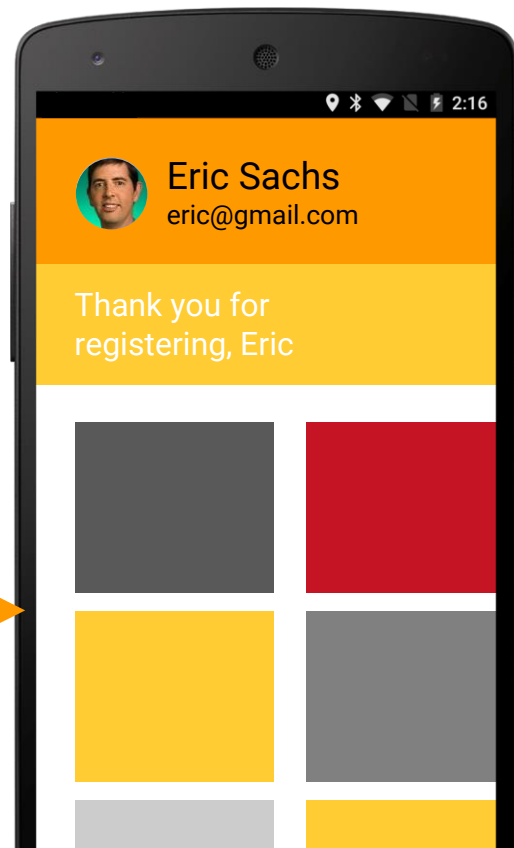 2:16
Eric Sachs
eric@gmail.com
Thank you for
registering, Eric